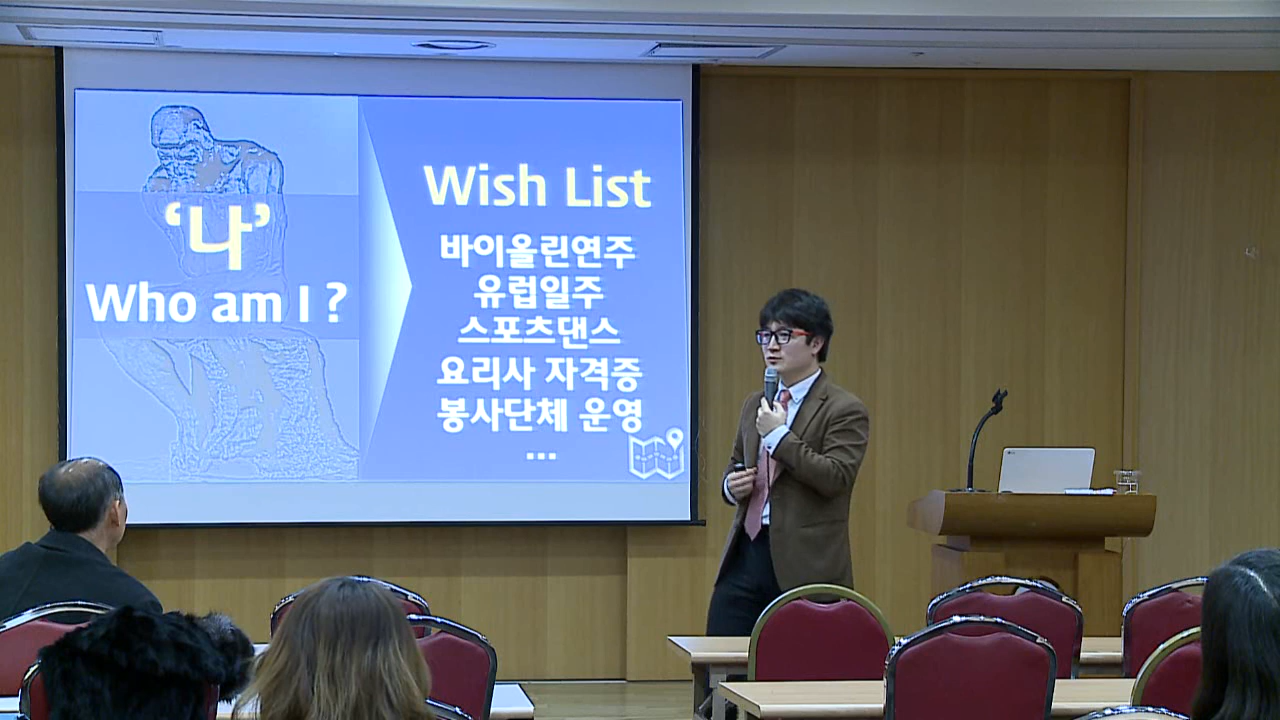 ‘나’
Who am I ?
Wish List
바이올린연주
유럽일주
스포츠댄스
요리사 자격증
봉사단체 운영
...